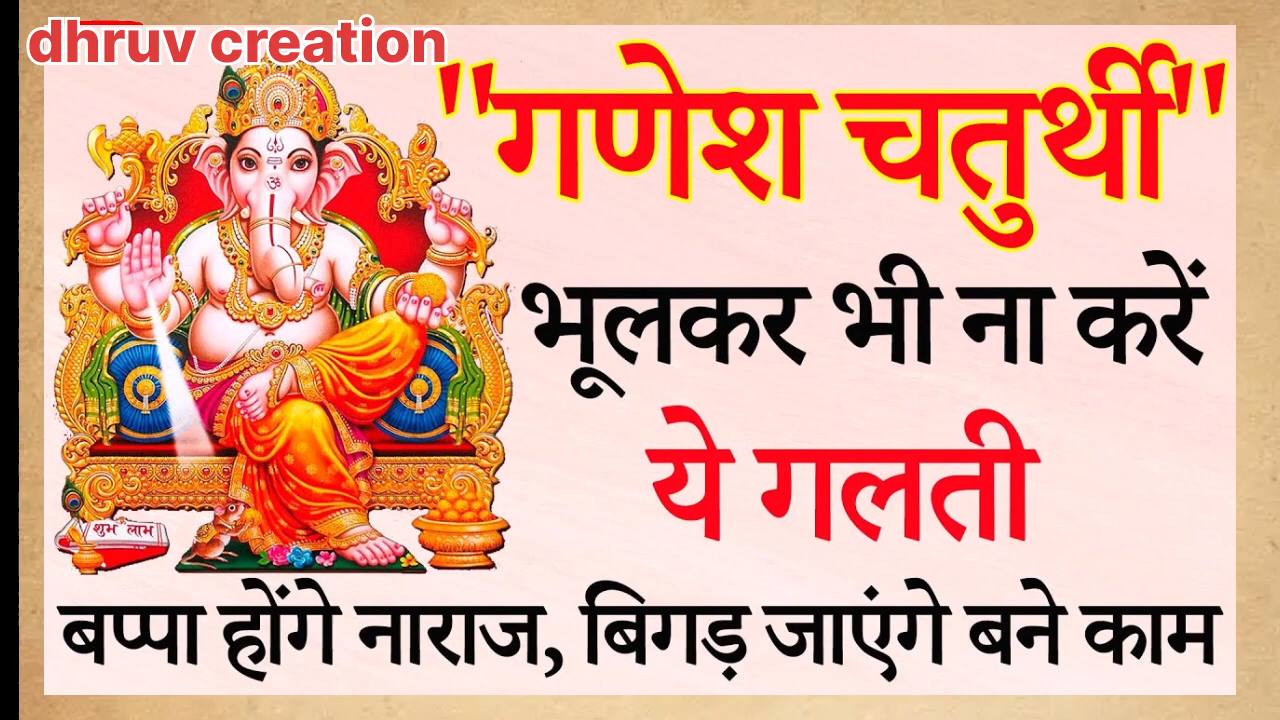 dhruv creation
"गणेश चतुर्थी"
भूलकर भी ना करें
ये गलती
शुभ लाभ
बप्पा होंगे नाराज, बिगड़ जाएंगे बने काम